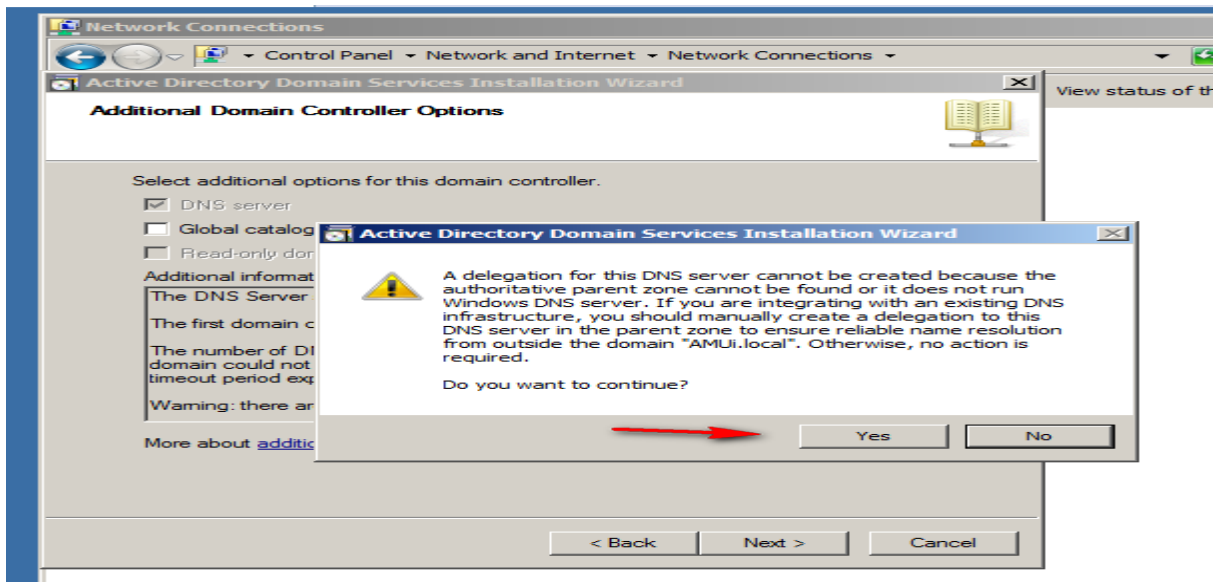 Network Connections
Control Panel Network and Internet Network Connections
Active Directory Domain Services Installation Wizard
View status of th
Additional Domain Controller Options
Select additional options for this domain controller.
DNS server
Global catalog
Read-only dor
Additional informat
The DNS Server
The first domain c
The number of DI
domain could not
timeout period exp
Warning: there ar
More about additic
Active Directory Domain Services Installation Wizard
A delegation for this DNS server cannot be created because the
authoritative parent zone cannot be found or it does not run
Windows DNS server. If you are integrating with an existing DNS
infrastructure, you should manually create a delegation to this
DNS server in the parent zone to ensure reliable name resolution
from outside the domain "AMUi.local". Otherwise, no action is
required.
Do you want to continue?
Yes No
< Back Next > Cancel